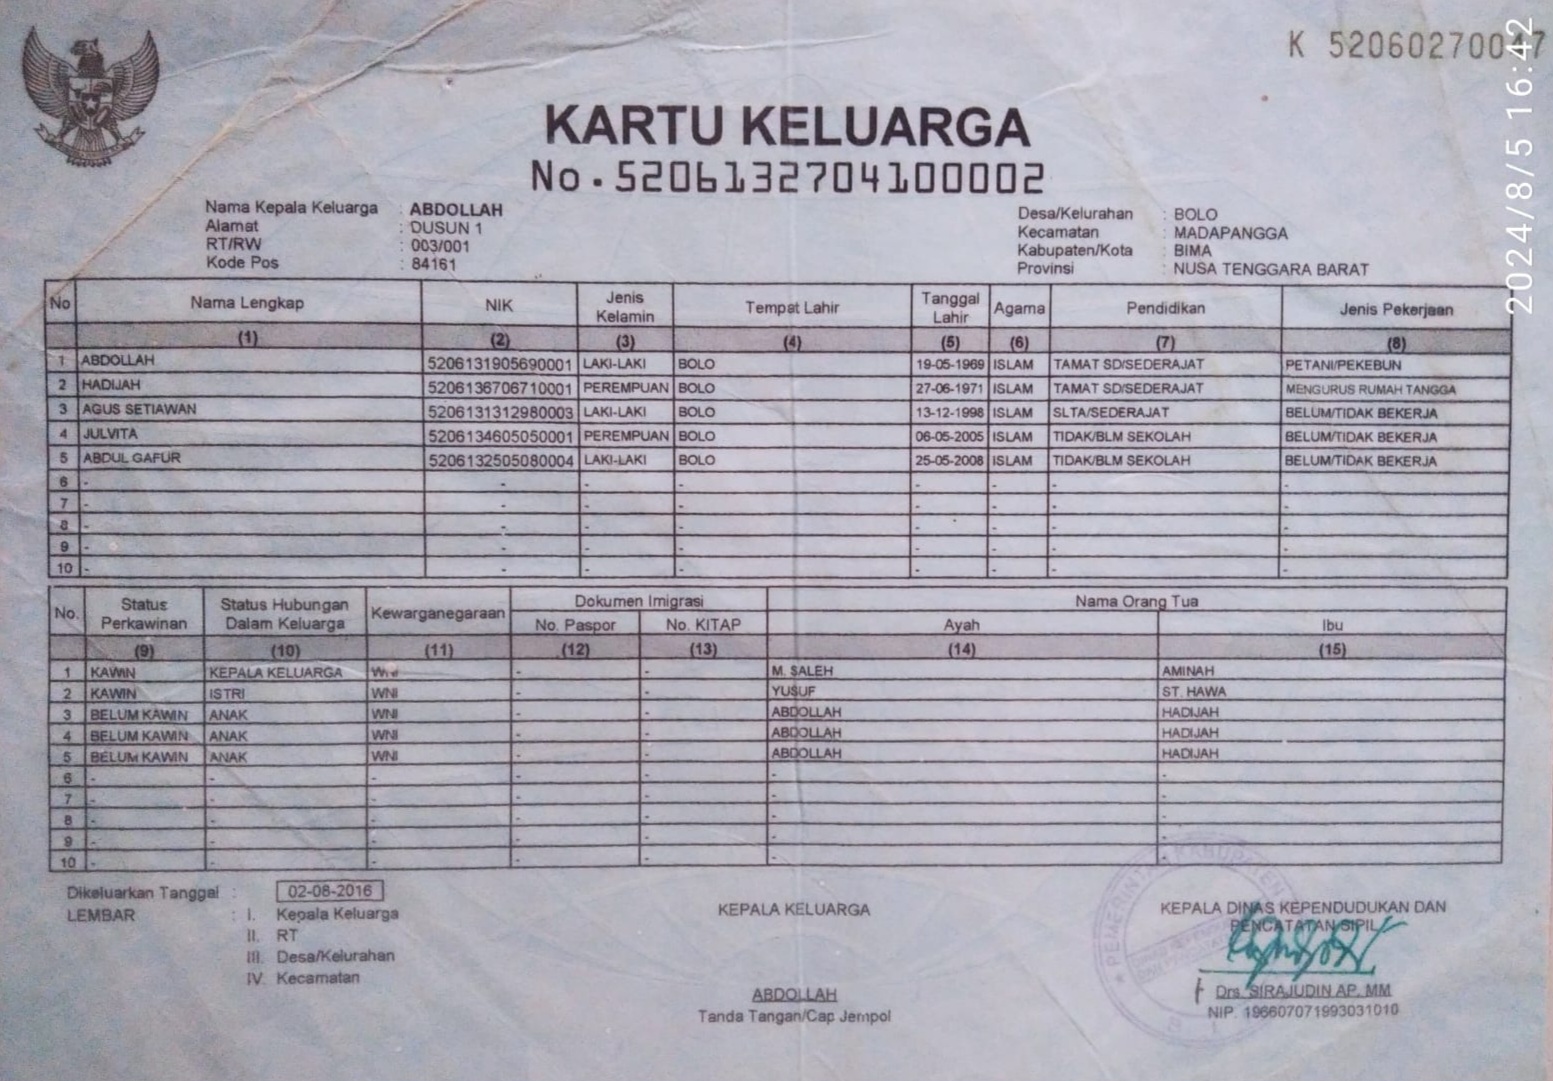 K 52060270047
2024/8/5 16:42
KARTU KELUARGA
No. 5206132704100002
Nama Kepala Keluarga : ABDOLLAH
Alamat : DUSUN 1
RT/RW : 003/001
Kode Pos : 84161
Desa/Kelurahan : BOLO
Kecamatan : MADAPANGGA
Kabupaten/Kota : BIMA
Provinsi : NUSA TENGGARA BARAT
No Nama Lengkap NIK Jenis Kelamin Tempat Lahir Tanggal Lahir Agama Pendidikan Jenis Pekerjaan
(1) (2) (3) (4) (5) (6) (7) (8)
1 ABDOLLAH 5206131905690001 LAKI-LAKI BOLO 19-05-1969 ISLAM TAMAT SD/SEDERAJAT PETANI/PEKEBUN
2 HADIJAH 5206136706710001 PEREMPUAN BOLO 27-06-1971 ISLAM TAMAT SD/SEDERAJAT MENGURUS RUMAH TANGGA
3 AGUS SETIAWAN 5206131312980003 LAKI-LAKI BOLO 13-12-1998 ISLAM SLTA/SEDERAJAT BELUM/TIDAK BEKERJA
4 JULVITA 5206134605050001 PEREMPUAN BOLO 06-05-2005 ISLAM TIDAK/BLM SEKOLAH BELUM/TIDAK BEKERJA
5 ABDUL GAFUR 5206132505080004 LAKI-LAKI BOLO 25-05-2008 ISLAM TIDAK/BLM SEKOLAH BELUM/TIDAK BEKERJA
6 - - - - - - - -
7 - - - - - - - -
8 - - - - - - - -
9 - - - - - - - -
10 - - - - - - - -
No. Status Perkawinan Status Hubungan Dalam Keluarga Kewarganegaraan Dokumen Imigrasi Nama Orang Tua
No. Paspor No. KITAP Ayah Ibu
(9) (10) (11) (12) (13) (14) (15)
1 KAWIN KEPALA KELUARGA WNI - - M. SALEH AMINAH
2 KAWIN ISTRI WNI - - YUSUF ST. HAWA
3 BELUM KAWIN ANAK WNI - - ABDOLLAH HADIJAH
4 BELUM KAWIN ANAK WNI - - ABDOLLAH HADIJAH
5 BELUM KAWIN ANAK WNI - - ABDOLLAH HADIJAH
6 - - - - - - -
7 - - - - - - -
8 - - - - - - -
9 - - - - - - -
10 - - - - - - -
Dikeluarkan Tanggal : 02-08-2016
LEMBAR : I. Kepala Keluarga
II. RT
III. Desa/Kelurahan
IV. Kecamatan
KEPALA KELUARGA
ABDOLLAH
Tanda Tangan/Cap Jempol
KEPALA DINAS KEPENDUDUKAN DAN
PENCATATAN SIPIL
Drs. SIRAJUDIN AP, MM
NIP. 196607071993031010
PEMERINTAH KABUPATEN